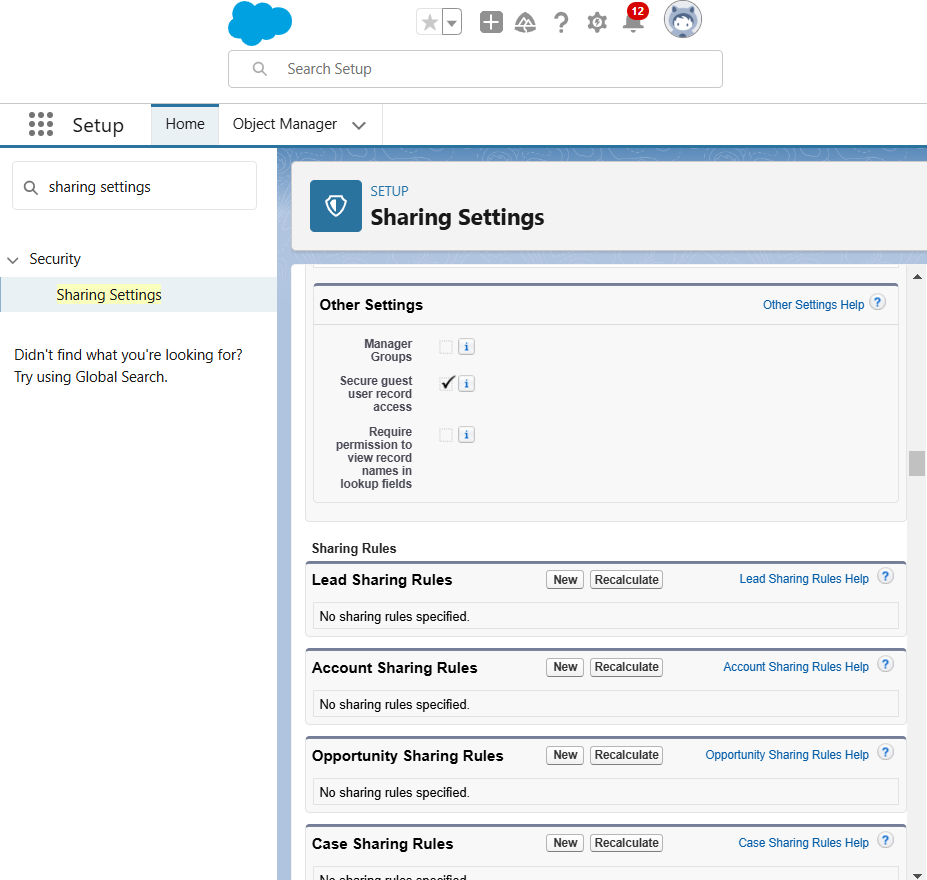 12
Search Setup
Setup
Home
Object Manager
sharing settings
Security
Sharing Settings
Didn't find what you're looking for?
Try using Global Search.
SETUP
Sharing Settings
Other Settings
Other Settings Help ?
Manager
Groups
i
Secure guest
user record
access
i
Require
permission to
view record
names in
lookup fields
i
Sharing Rules
Lead Sharing Rules
New
Recalculate
Lead Sharing Rules Help ?
No sharing rules specified.
Account Sharing Rules
New
Recalculate
Account Sharing Rules Help ?
No sharing rules specified.
Opportunity Sharing Rules
New
Recalculate
Opportunity Sharing Rules Help ?
No sharing rules specified.
Case Sharing Rules
New
Recalculate
Case Sharing Rules Help ?
No sharing rules specified.